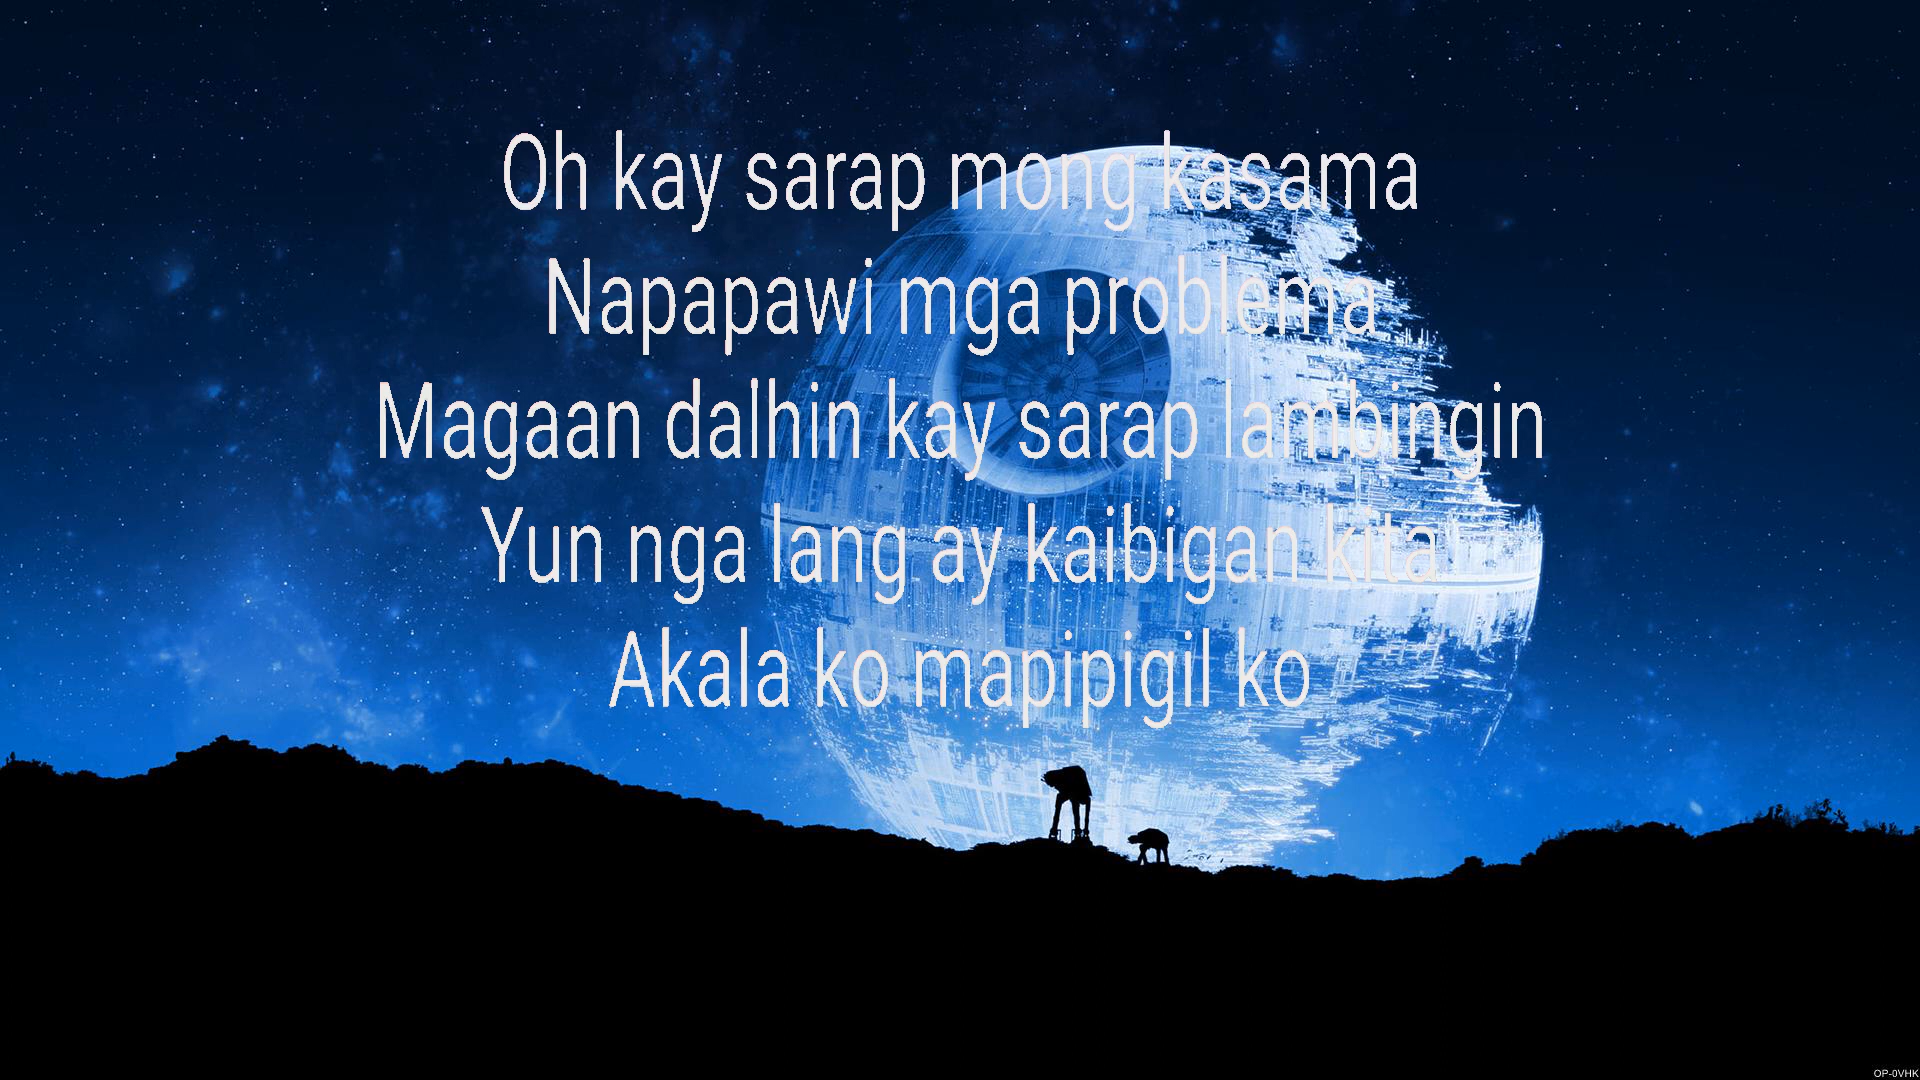 Oh kay sarap mong kasama
Napapawi mga problema
Magaan dalhin kay sarap lambingin
Yun nga lang ay kaibigan kita
Akala ko mapipigil ko
OP-0VHK